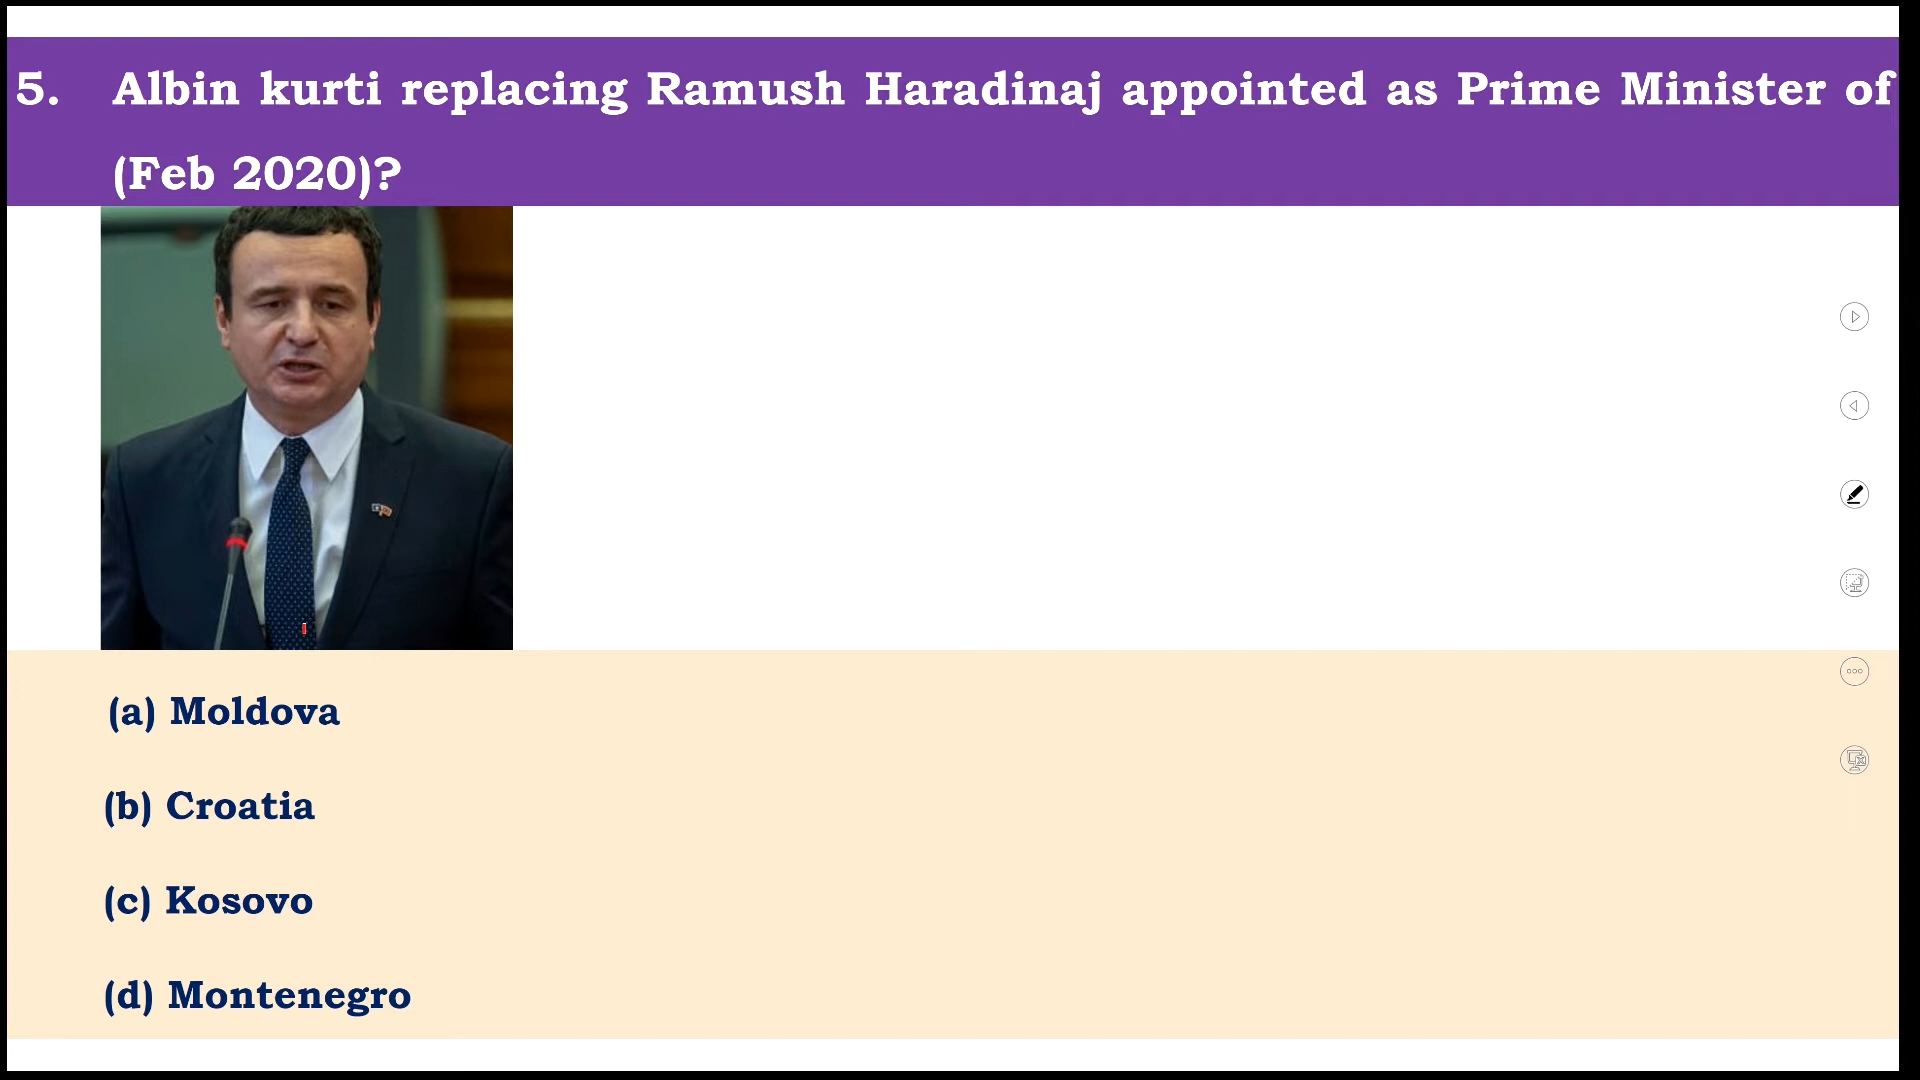 5. Albin kurti replacing Ramush Haradinaj appointed as Prime Minister of
(Feb 2020)?
(a) Moldova
(b) Croatia
(c) Kosovo
(d) Montenegro